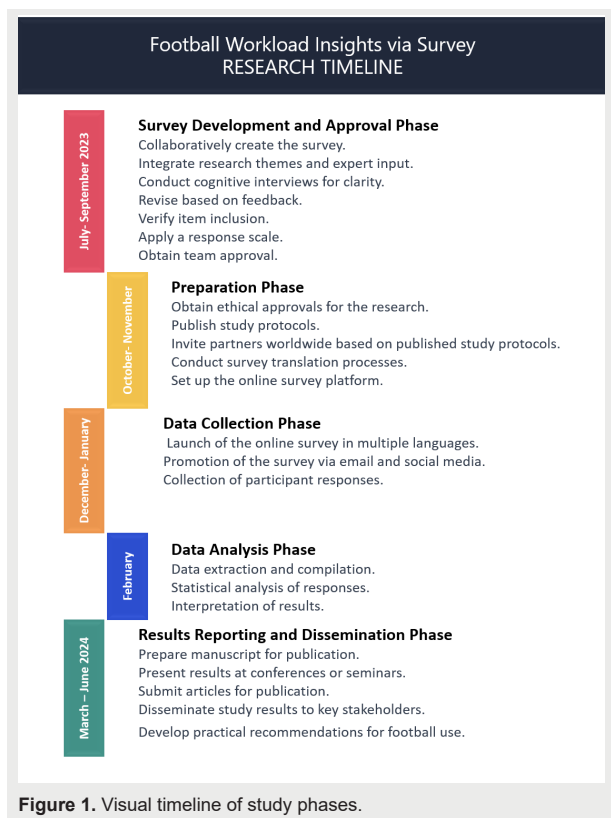 Football Workload Insights via Survey
RESEARCH TIMELINE
July- September 2023
Survey Development and Approval Phase
Collaboratively create the survey.
Integrate research themes and expert input.
Conduct cognitive interviews for clarity.
Revise based on feedback.
Verify item inclusion.
Apply a response scale.
Obtain team approval.
October- November
Preparation Phase
Obtain ethical approvals for the research.
Publish study protocols.
Invite partners worldwide based on published study protocols.
Conduct survey translation processes.
Set up the online survey platform.
December- January
Data Collection Phase
Launch of the online survey in multiple languages.
Promotion of the survey via email and social media.
Collection of participant responses.
February
Data Analysis Phase
Data extraction and compilation.
Statistical analysis of responses.
Interpretation of results.
March – June 2024
Results Reporting and Dissemination Phase
Prepare manuscript for publication.
Present results at conferences or seminars.
Submit articles for publication.
Disseminate study results to key stakeholders.
Develop practical recommendations for football use.
Figure 1. Visual timeline of study phases.